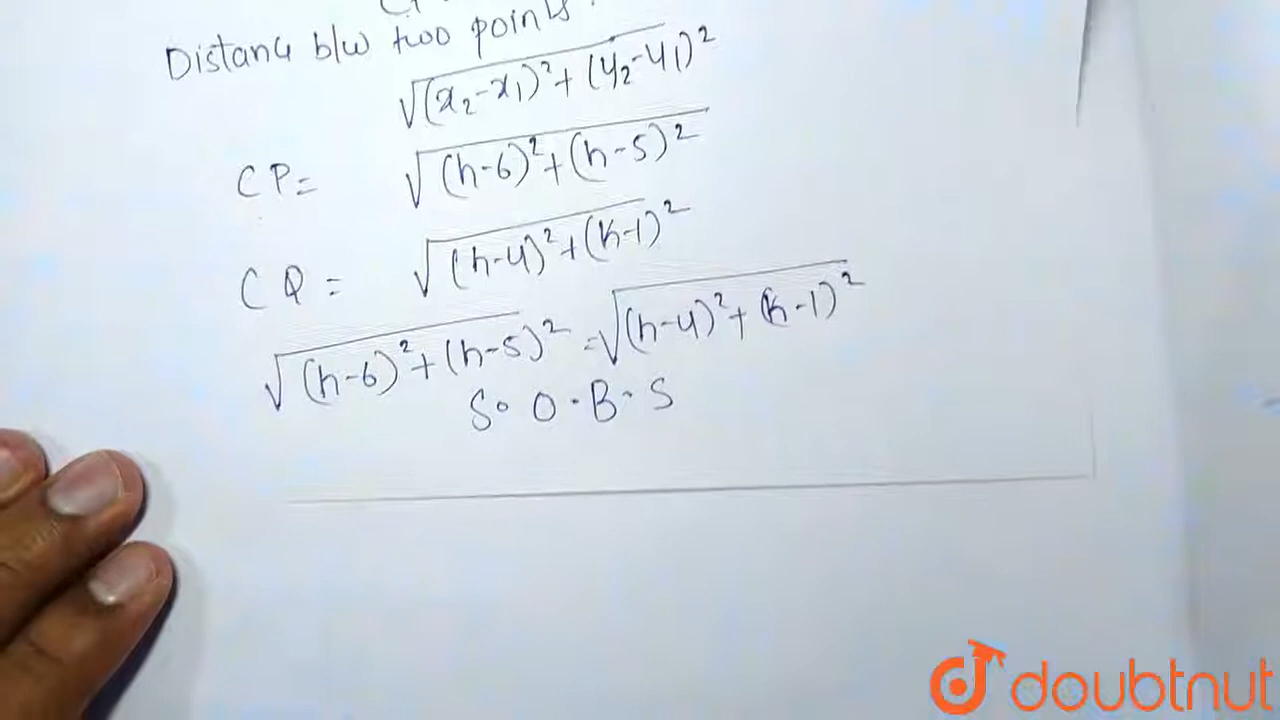 Distance b/w two points.
√(x₂-x₁)²+(y₂-y₁)²
CP= √(h-6)²+(h-5)²
CQ= √(h-4)²+(k-1)²
√(h-6)²+(h-5)² =√(h-4)²+(k-1)²
S. O. B. S
doubtnut